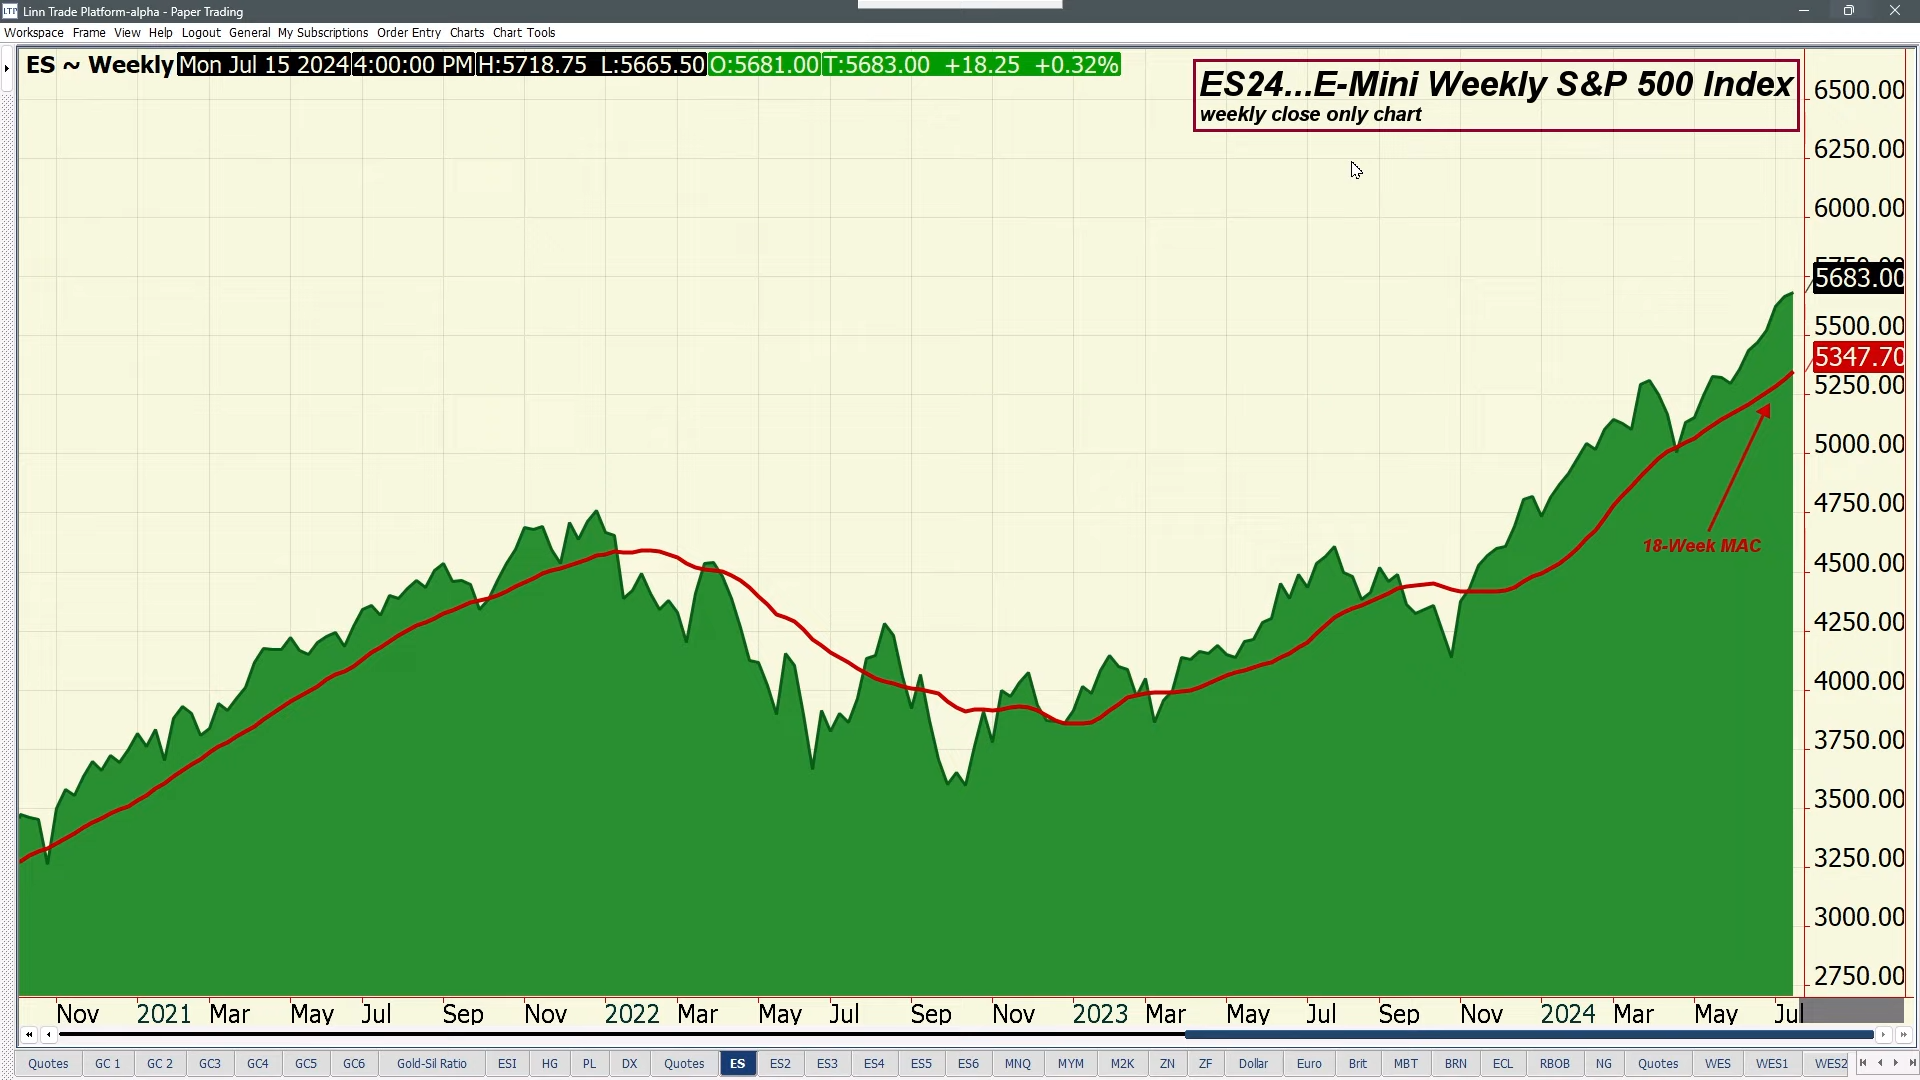 Linn Trade Platform-alpha - Paper Trading
Workspace Frame View Help Logout General My Subscriptions Order Entry Charts Chart Tools
ES ~ Weekly Mon Jul 15 2024 4:00:00 PM H:5718.75 L:5665.50 O:5681.00 T:5683.00 +18.25 +0.32%
ES24...E-Mini Weekly S&P 500 Index
weekly close only chart
6500.00
6250.00
6000.00
5683.00
5500.00
5347.70
5250.00
5000.00
4750.00
18-Week MAC
4500.00
4250.00
4000.00
3750.00
3500.00
3250.00
3000.00
2750.00
Nov 2021 Mar May Jul Sep Nov 2022 Mar May Jul Sep Nov 2023 Mar May Jul Sep Nov 2024 Mar May Jul
Quotes GC 1 GC 2 GC3 GC4 GC5 GC6 Gold-Sil Ratio ESI HG PL DX Quotes ES ES2 ES3 ES4 ES5 ES6 MNQ MYM M2K ZN ZF Dollar Euro Brit MBT BRN ECL RBOB NG Quotes WES WES1 WES2